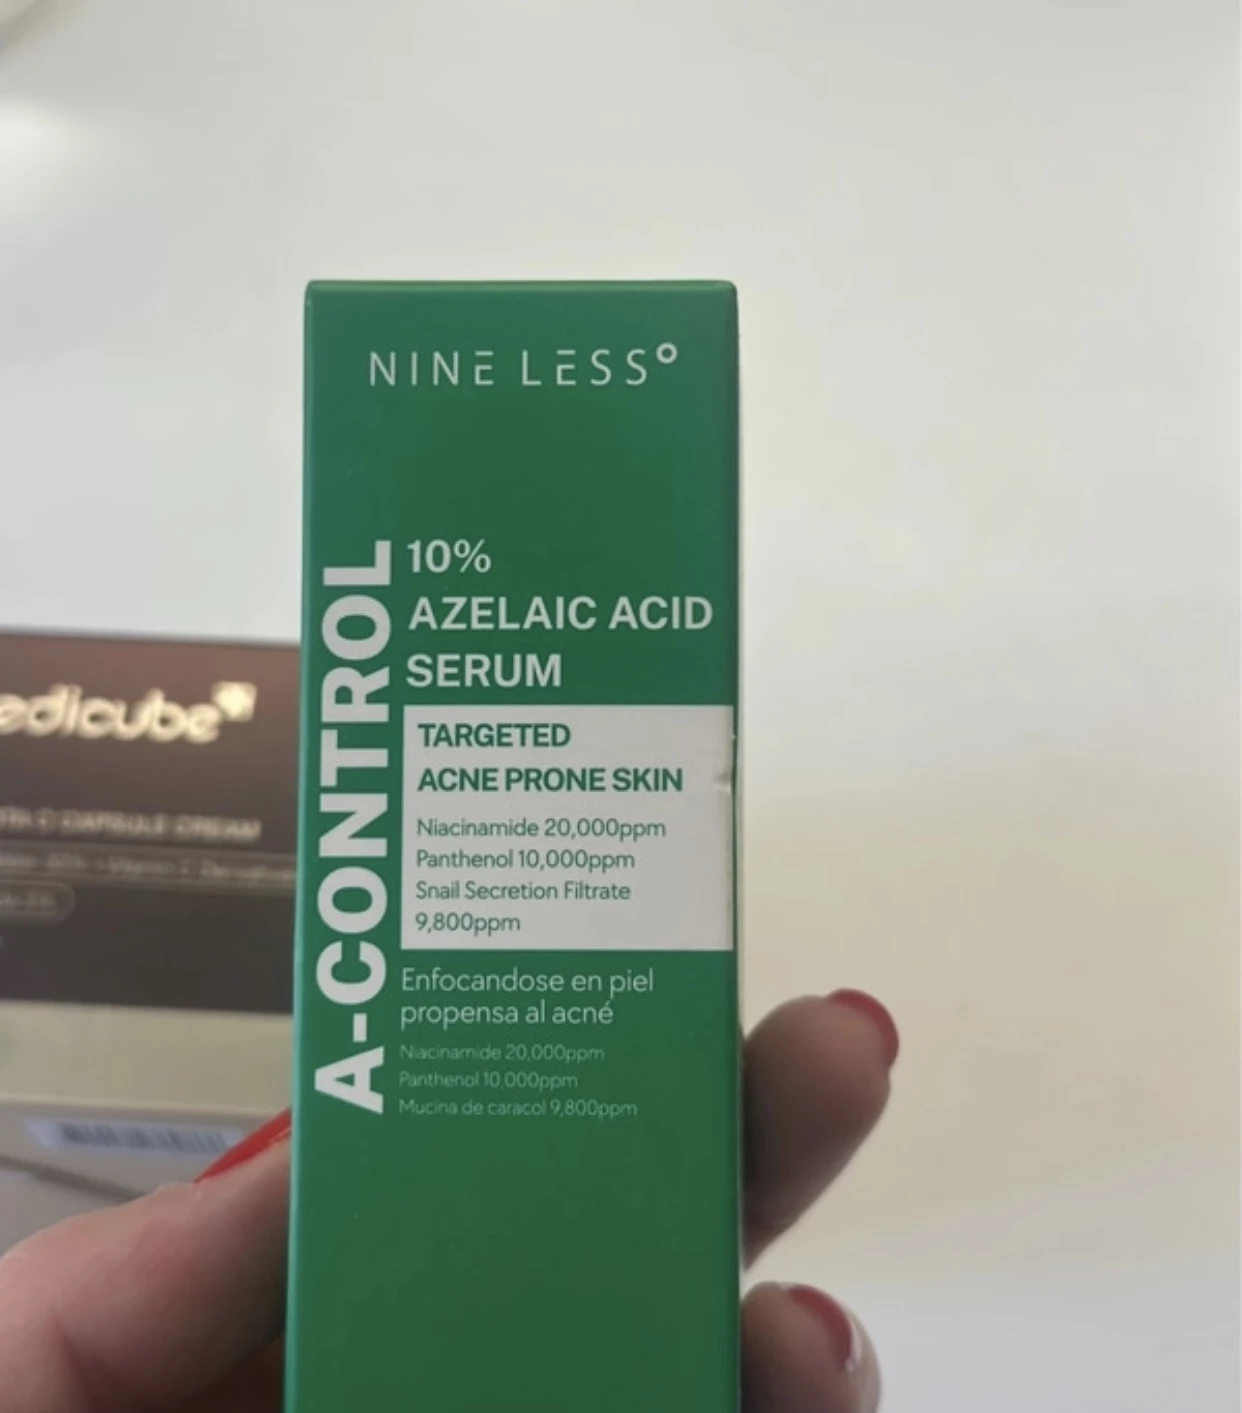 NINE LESS°
A-CONTROL
10%
AZELAIC ACID
SERUM
TARGETED
ACNE PRONE SKIN
Niacinamide 20,000ppm
Panthenol 10,000ppm
Snail Secretion Filtrate
9,800ppm
Enfocandose en piel
propensa al acné
Niacinamide 20,000ppm
Panthenol 10,000ppm
Mucina de caracol 9,800ppm
edicube
CAPSULE CREAM